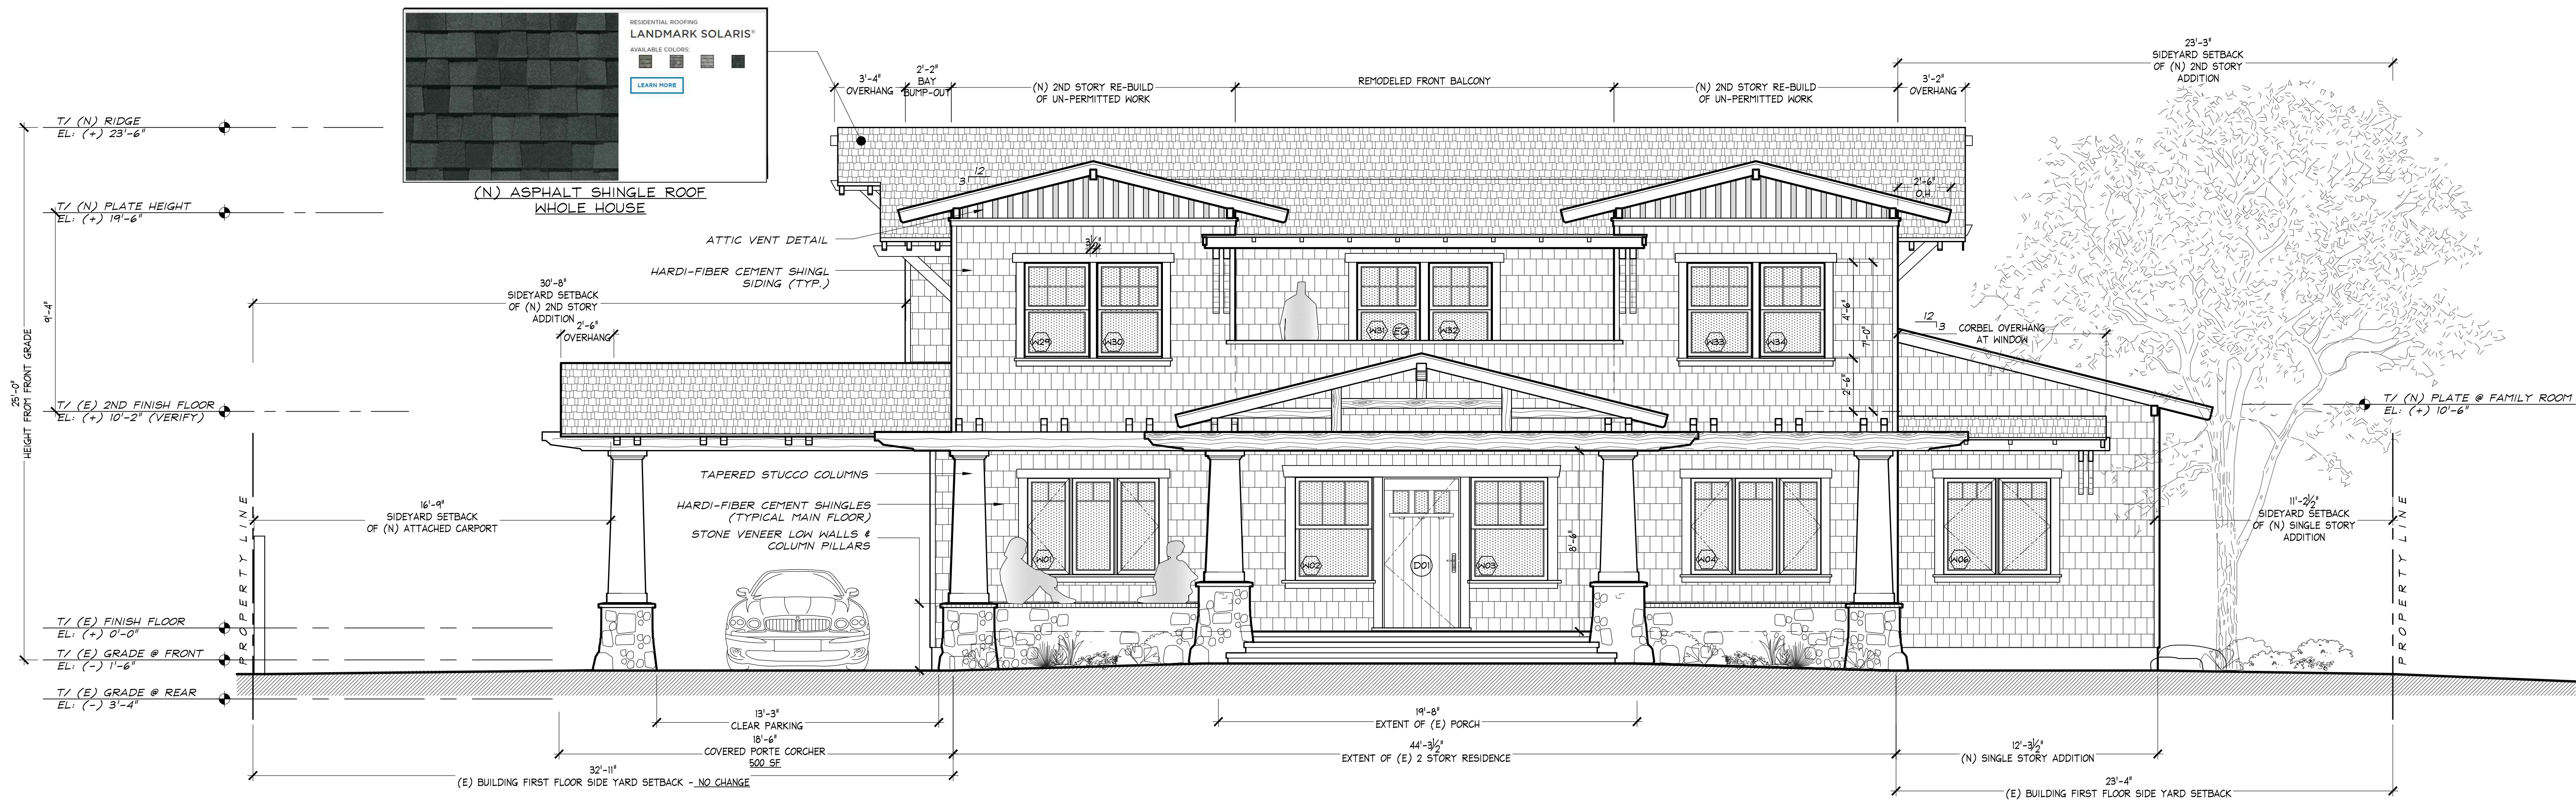 RESIDENTIAL ROOFING
LANDMARK SOLARIS®
AVAILABLE COLORS:
LEARN MORE
(N) ASPHALT SHINGLE ROOF
WHOLE HOUSE
3'-4"
OVERHANG
2'-2"
BAY
BUMP-OUT
(N) 2ND STORY RE-BUILD
OF UN-PERMITTED WORK
REMODELED FRONT BALCONY
(N) 2ND STORY RE-BUILD
OF UN-PERMITTED WORK
3'-2"
OVERHANG
23'-3"
SIDEYARD SETBACK
OF (N) 2ND STORY
ADDITION
T/ (N) RIDGE
EL: (+) 23'-6"
T/ (N) PLATE HEIGHT
EL: (+) 19'-6"
9'-4"
25'-0"
HEIGHT FROM FRONT GRADE
T/ (E) 2ND FINISH FLOOR
EL: (+) 10'-2" (VERIFY)
T/ (E) FINISH FLOOR
EL: (+) 0'-0"
T/ (E) GRADE @ FRONT
EL: (-) 1'-6"
T/ (E) GRADE @ REAR
EL: (-) 3'-4"
12
3
2'-6"
O.H.
ATTIC VENT DETAIL
HARDI-FIBER CEMENT SHINGL
SIDING (TYP.)
30'-8"
SIDEYARD SETBACK
OF (N) 2ND STORY
ADDITION
2'-6"
OVERHANG
W29
W30
W31
EG
W32
W33
W34
4'-6"
7'-0"
2'-6"
12
3
CORBEL OVERHANG
AT WINDOW
T/ (N) PLATE @ FAMILY ROOM
EL: (+) 10'-6"
TAPERED STUCCO COLUMNS
HARDI-FIBER CEMENT SHINGLES
(TYPICAL MAIN FLOOR)
STONE VENEER LOW WALLS &
COLUMN PILLARS
16'-9"
SIDEYARD SETBACK
OF (N) ATTACHED CARPORT
PROPERTY LINE
W01
W02
D01
W03
8'-6"
W04
W06
11'-2½"
SIDEYARD SETBACK
OF (N) SINGLE STORY
ADDITION
PROPERTY LINE
13'-3"
CLEAR PARKING
18'-6"
COVERED PORTE CORCHER
500 SF
32'-11"
(E) BUILDING FIRST FLOOR SIDE YARD SETBACK - NO CHANGE
19'-8"
EXTENT OF (E) PORCH
44'-3½"
EXTENT OF (E) 2 STORY RESIDENCE
12'-3½"
(N) SINGLE STORY ADDITION
23'-4"
(E) BUILDING FIRST FLOOR SIDE YARD SETBACK